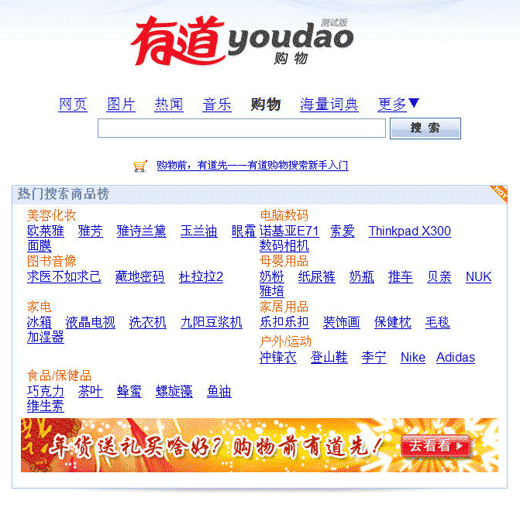 有道 youdao 测试版
购物
网页 图片 热闻 音乐 购物 海量词典 更多▼
搜索
购物前，有道先——有道购物搜索新手入门
热门搜索商品榜 HOT
美容化妆
欧莱雅 雅芳 雅诗兰黛 玉兰油 眼霜
面膜
电脑数码
诺基亚E71 索爱 Thinkpad X300
数码相机
图书音像
求医不如求己 藏地密码 杜拉拉2
母婴用品
奶粉 纸尿裤 奶瓶 推车 贝亲 NUK
雅培
家电
冰箱 液晶电视 洗衣机 九阳豆浆机
加湿器
家居用品
乐扣乐扣 装饰画 保健枕 毛毯
户外/运动
冲锋衣 登山鞋 李宁 Nike Adidas
食品/保健品
巧克力 茶叶 蜂蜜 螺旋藻 鱼油
维生素
年货送礼买啥好？购物前有道先！ 去看看